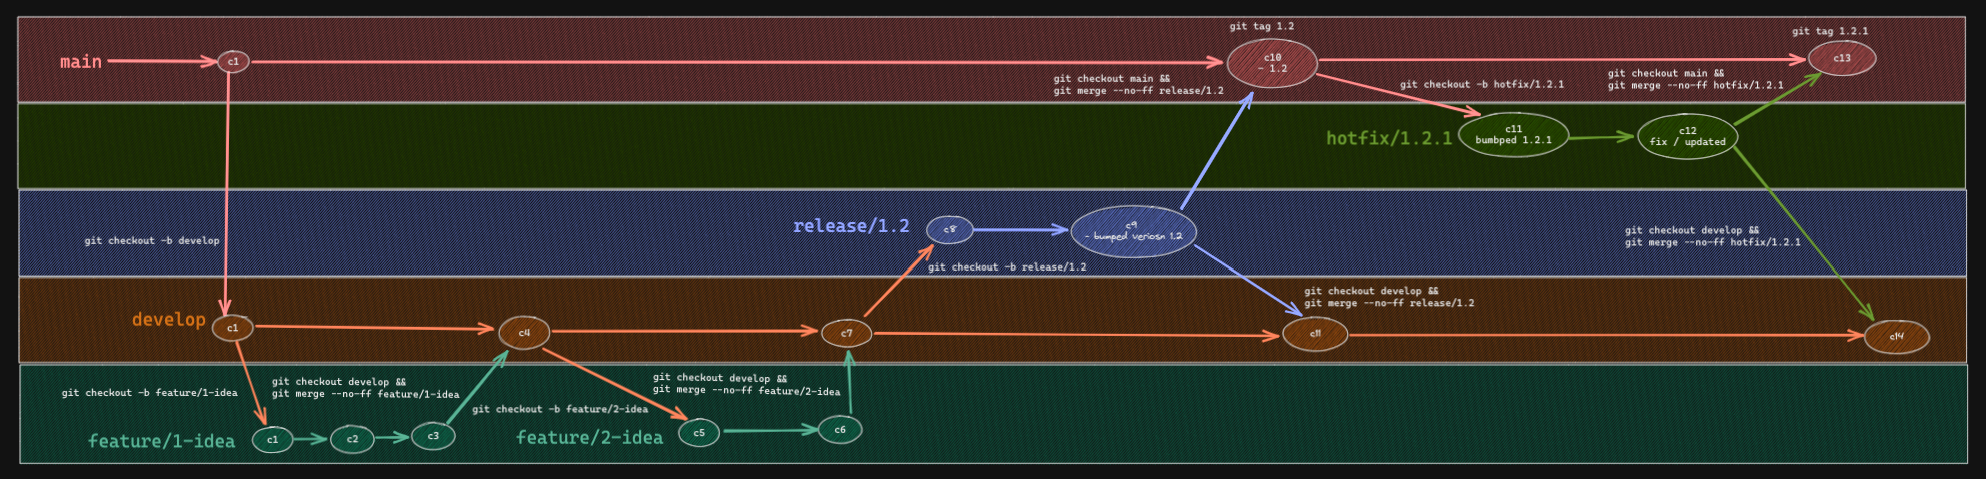 git tag 1.2
git tag 1.2.1
main
c1
c10
- 1.2
c13
git checkout main &&
git merge --no-ff release/1.2
git checkout -b hotfix/1.2.1
git checkout main &&
git merge --no-ff hotfix/1.2.1
hotfix/1.2.1
c11
bumbped 1.2.1
c12
fix / updated
release/1.2
c8
c9
- bumped veriosn 1.2
git checkout -b develop
git checkout -b release/1.2
git checkout develop &&
git merge --no-ff hotfix/1.2.1
develop
c1
c4
c7
git checkout develop &&
git merge --no-ff release/1.2
c11
c14
git checkout -b feature/1-idea
git checkout develop &&
git merge --no-ff feature/1-idea
git checkout -b feature/2-idea
git checkout develop &&
git merge --no-ff feature/2-idea
feature/1-idea
c1
c2
c3
feature/2-idea
c5
c6